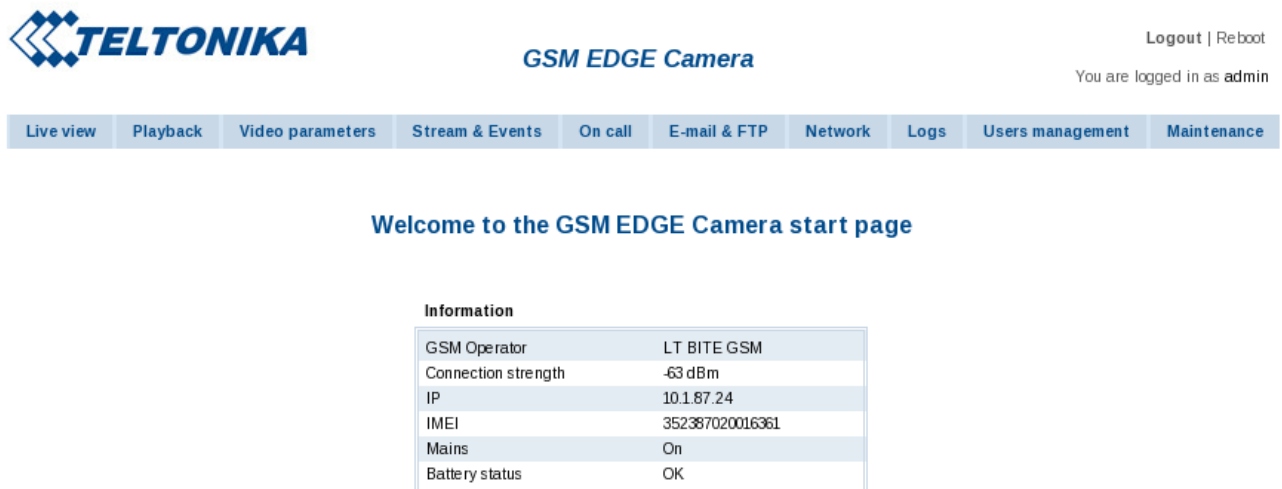 TELTONIKA
GSM EDGE Camera
Logout | Reboot
You are logged in as admin
Live view Playback Video parameters Stream & Events On call E-mail & FTP Network Logs Users management Maintenance
Welcome to the GSM EDGE Camera start page
Information
GSM Operator LT BITE GSM
Connection strength -63 dBm
IP 10.1.87.24
IMEI 352387020016361
Mains On
Battery status OK